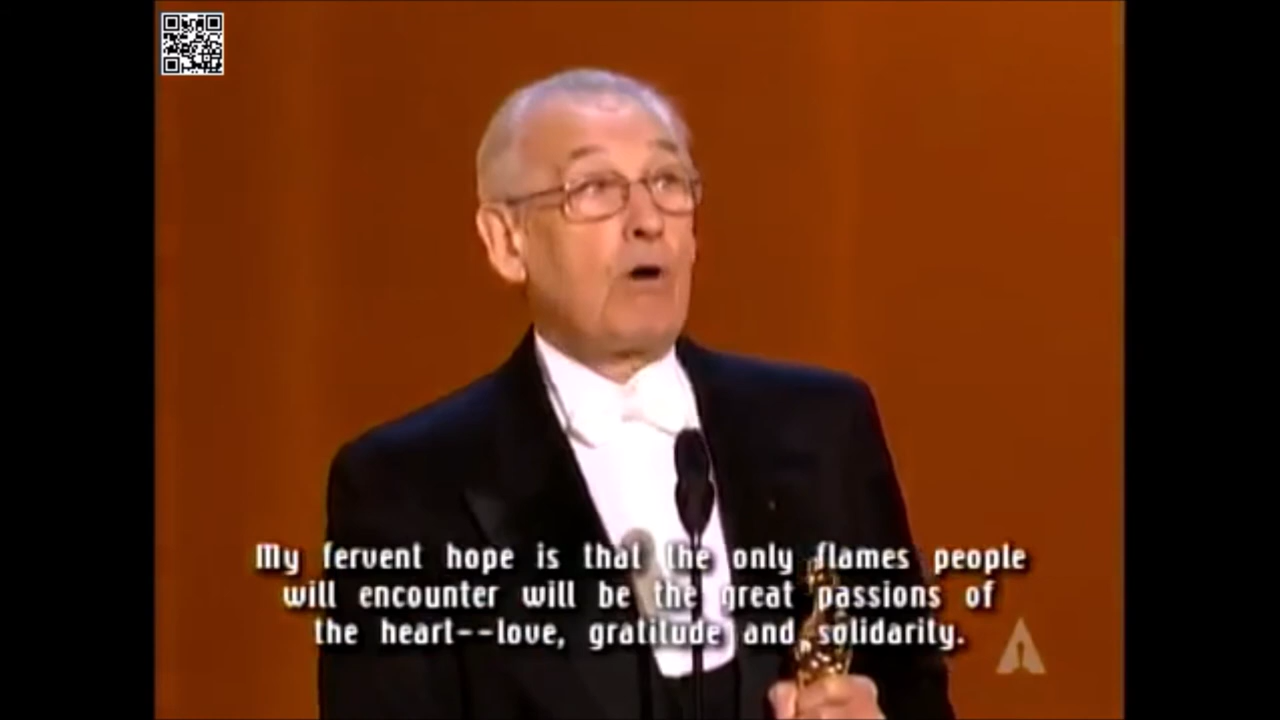 My fervent hope is that the only flames people
will encounter will be the great passions of
the heart--love, gratitude and solidarity.